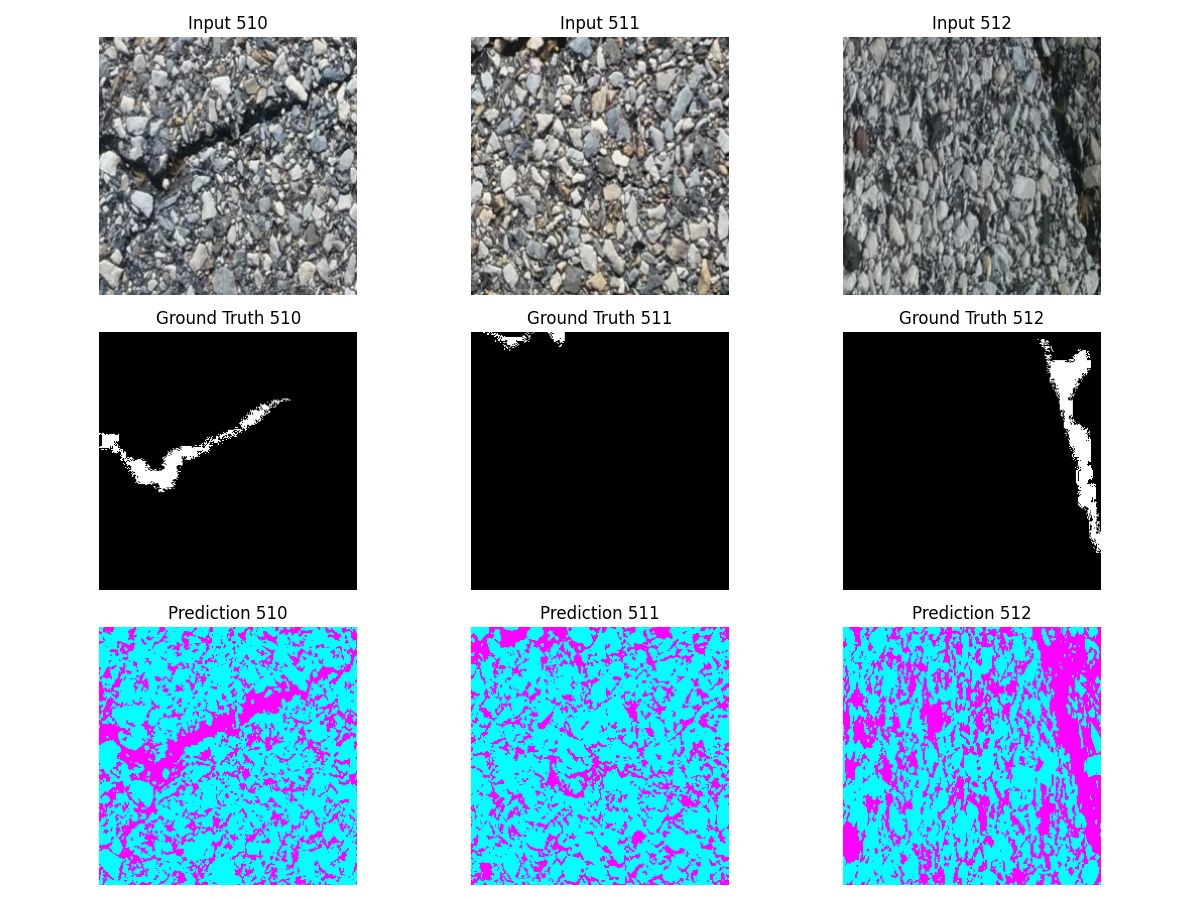 Input 510
Input 511
Input 512
Ground Truth 510
Ground Truth 511
Ground Truth 512
Prediction 510
Prediction 511
Prediction 512